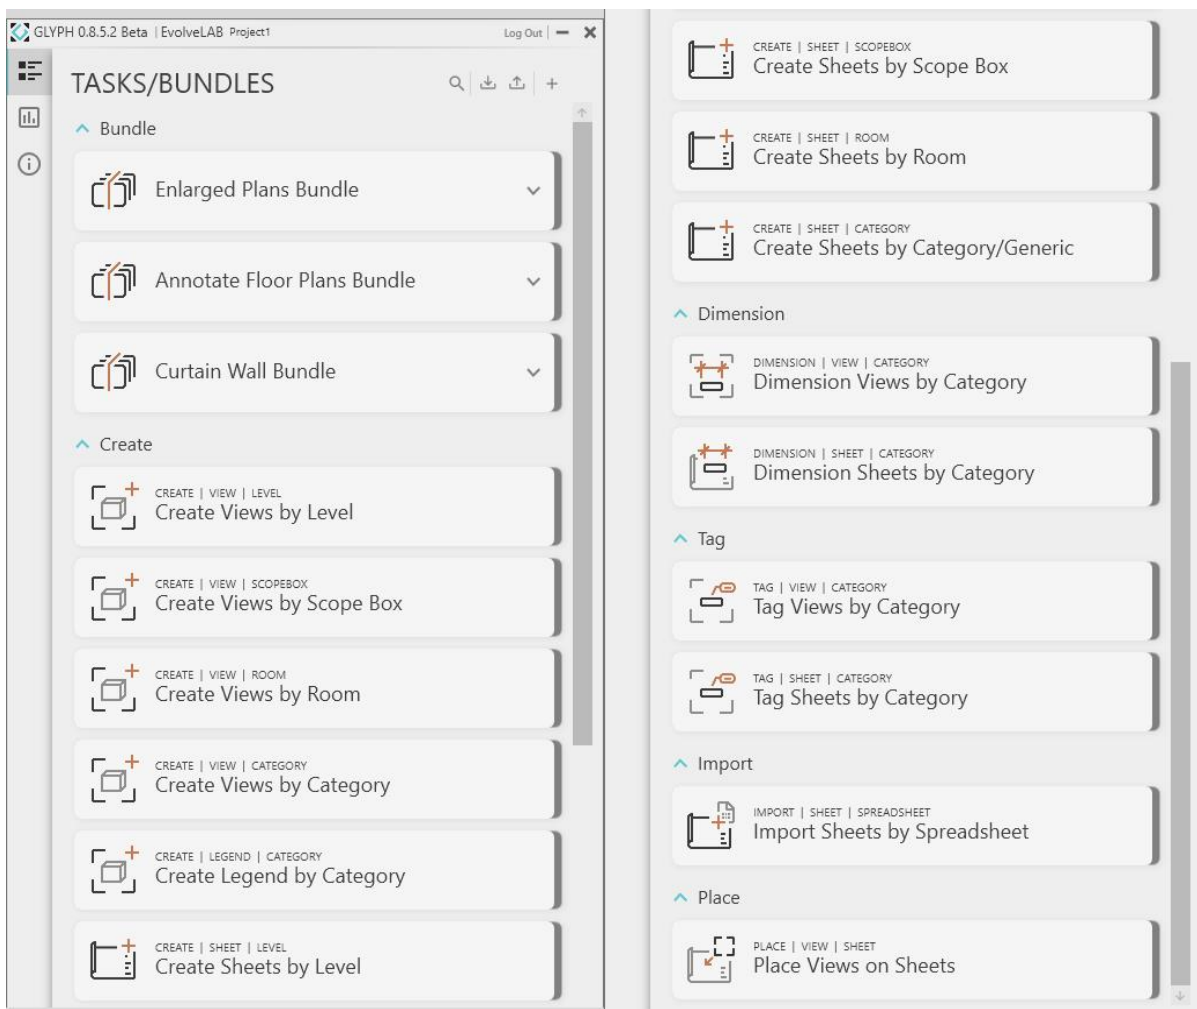 GLYPH 0.8.5.2 Beta | EvolveLAB Project1 Log Out
TASKS/BUNDLES
Bundle
Enlarged Plans Bundle
Annotate Floor Plans Bundle
Curtain Wall Bundle
Create
CREATE | VIEW | LEVEL
Create Views by Level
CREATE | VIEW | SCOPEBOX
Create Views by Scope Box
CREATE | VIEW | ROOM
Create Views by Room
CREATE | VIEW | CATEGORY
Create Views by Category
CREATE | LEGEND | CATEGORY
Create Legend by Category
CREATE | SHEET | LEVEL
Create Sheets by Level
CREATE | SHEET | SCOPEBOX
Create Sheets by Scope Box
CREATE | SHEET | ROOM
Create Sheets by Room
CREATE | SHEET | CATEGORY
Create Sheets by Category/Generic
Dimension
DIMENSION | VIEW | CATEGORY
Dimension Views by Category
DIMENSION | SHEET | CATEGORY
Dimension Sheets by Category
Tag
TAG | VIEW | CATEGORY
Tag Views by Category
TAG | SHEET | CATEGORY
Tag Sheets by Category
Import
IMPORT | SHEET | SPREADSHEET
Import Sheets by Spreadsheet
Place
PLACE | VIEW | SHEET
Place Views on Sheets